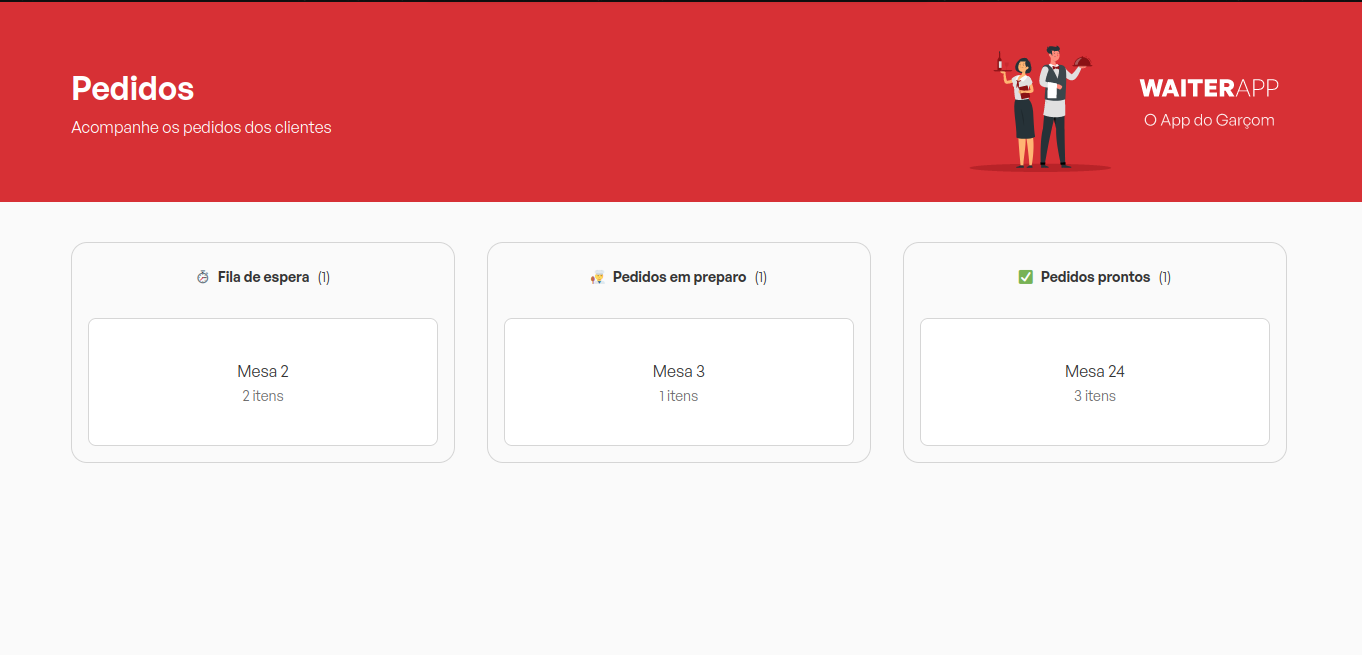 Pedidos
Acompanhe os pedidos dos clientes
WAITERAPP
O App do Garçom
Fila de espera (1)
Mesa 2
2 itens
Pedidos em preparo (1)
Mesa 3
1 itens
Pedidos prontos (1)
Mesa 24
3 itens